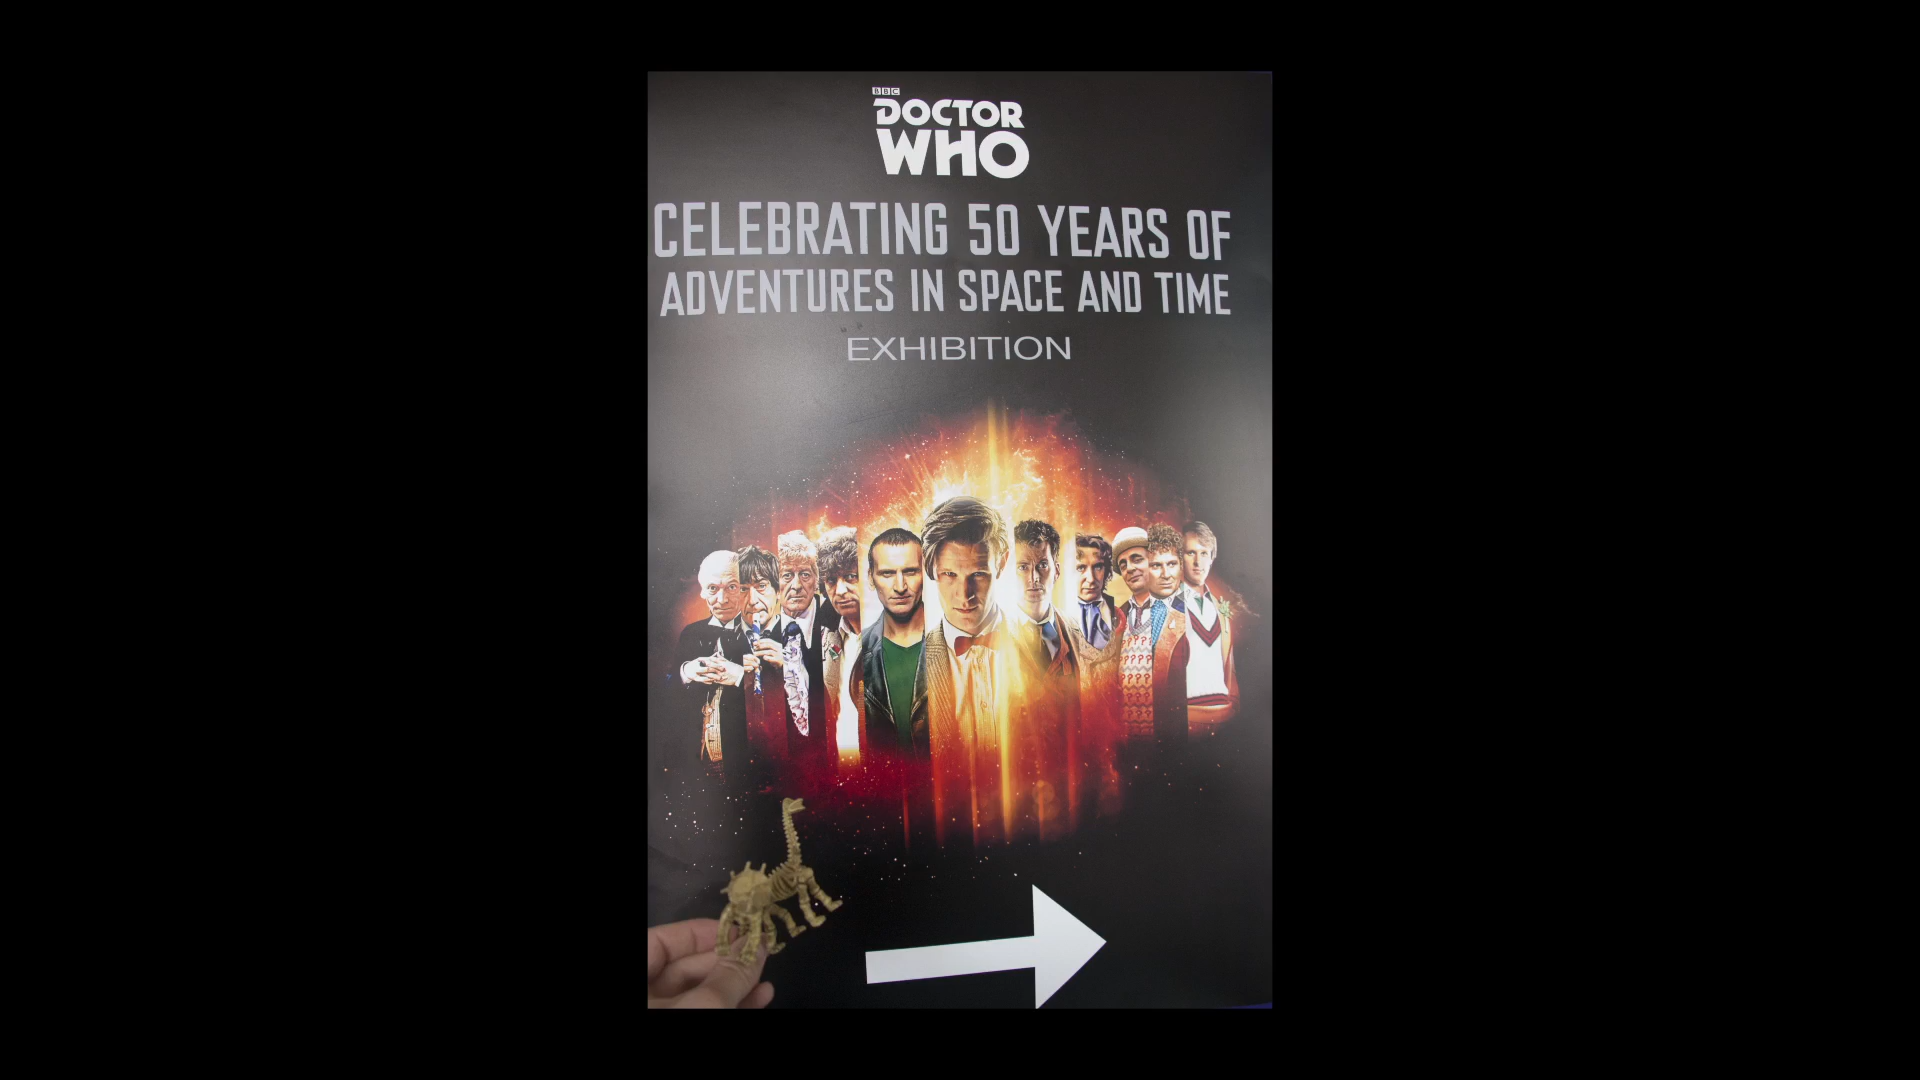 BBC
DOCTOR
WHO
CELEBRATING 50 YEARS OF
ADVENTURES IN SPACE AND TIME
EXHIBITION
????
????
????